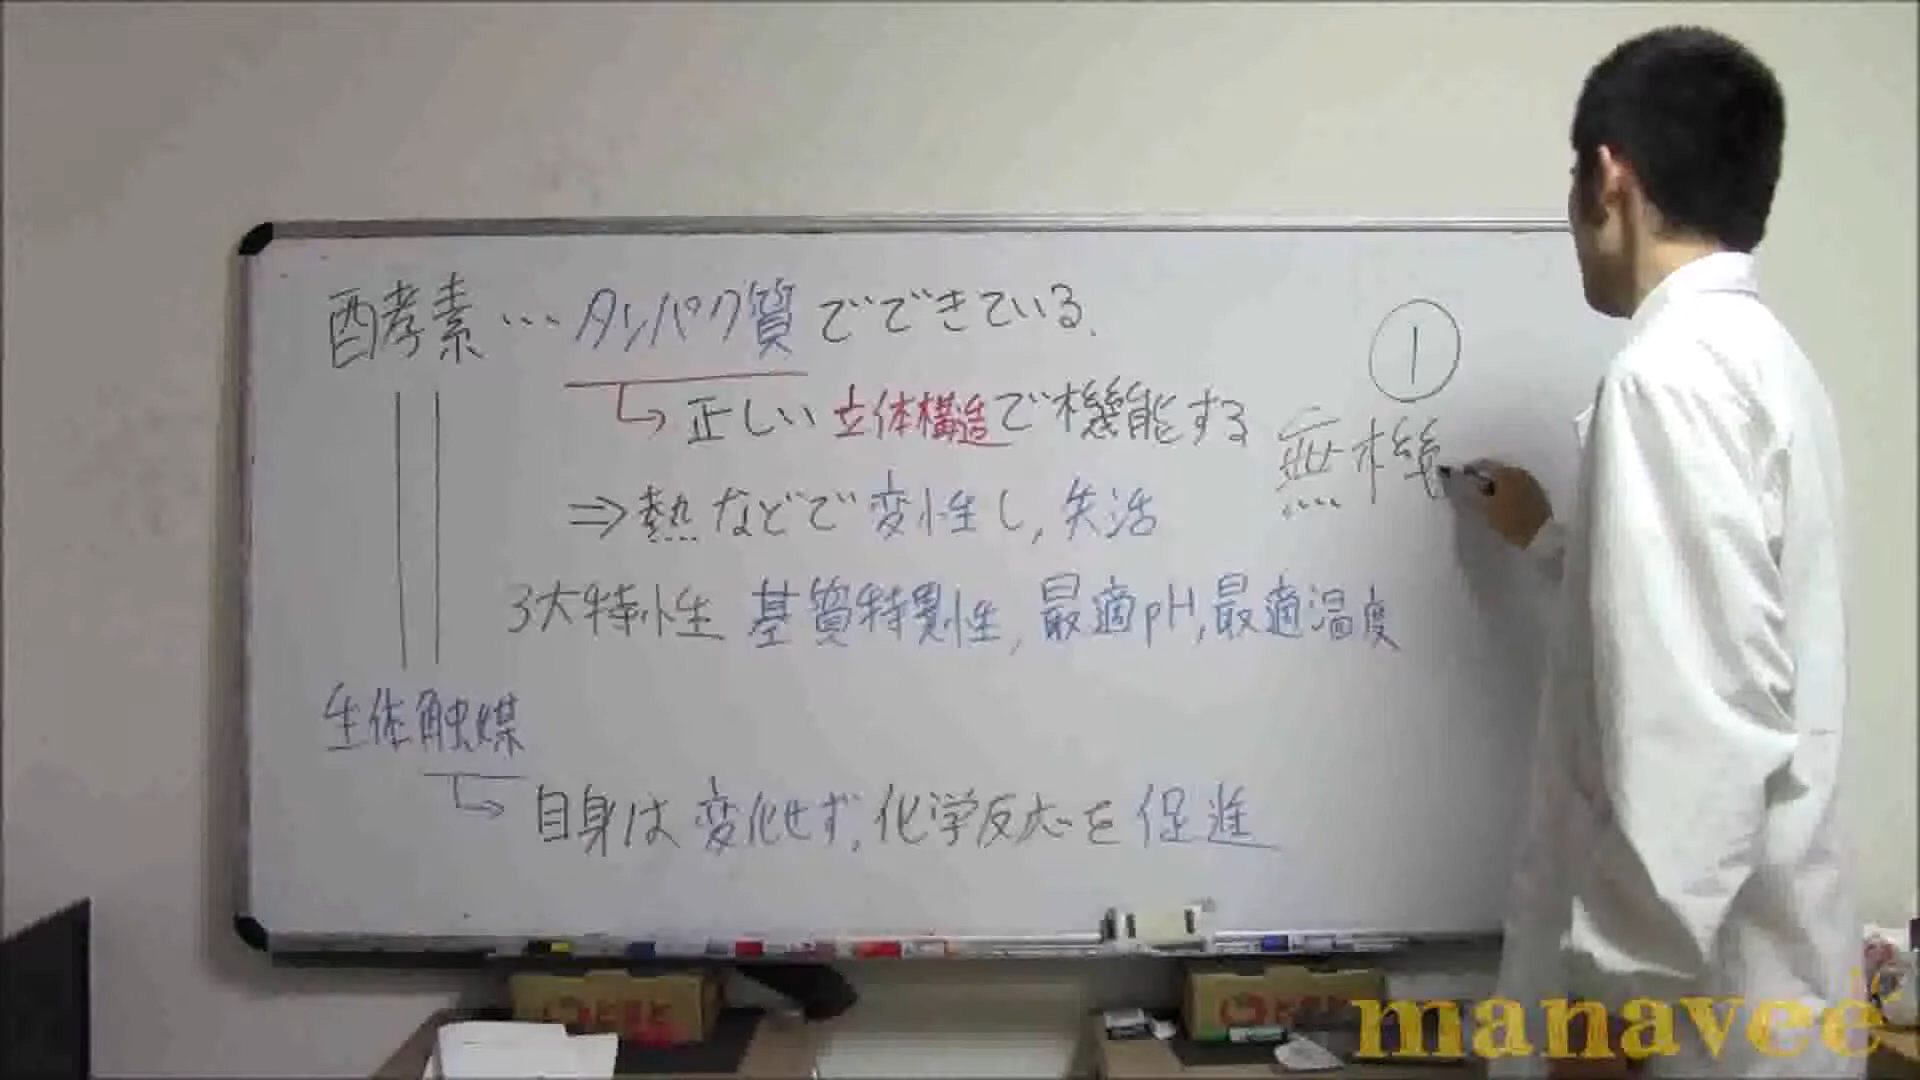 酵素…タンパク質でできている.
→正しい立体構造で機能する
⇒熱などで変性し,失活
3大特性 基質特異性,最適pH,最適温度
生体触媒
→自身は変化せず,化学反応を促進
①
無機
manavee